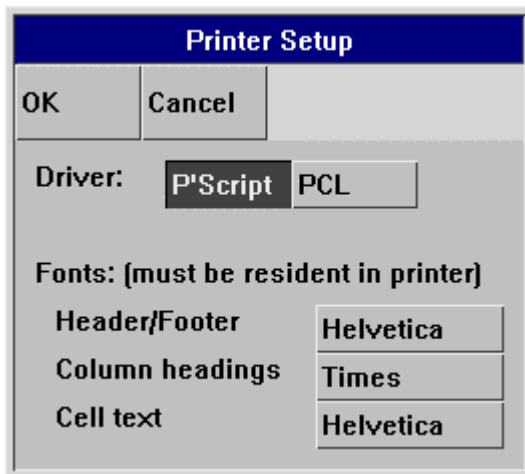 Printer Setup
OK Cancel
Driver: P'Script PCL
Fonts: (must be resident in printer)
Header/Footer Helvetica
Column headings Times
Cell text Helvetica